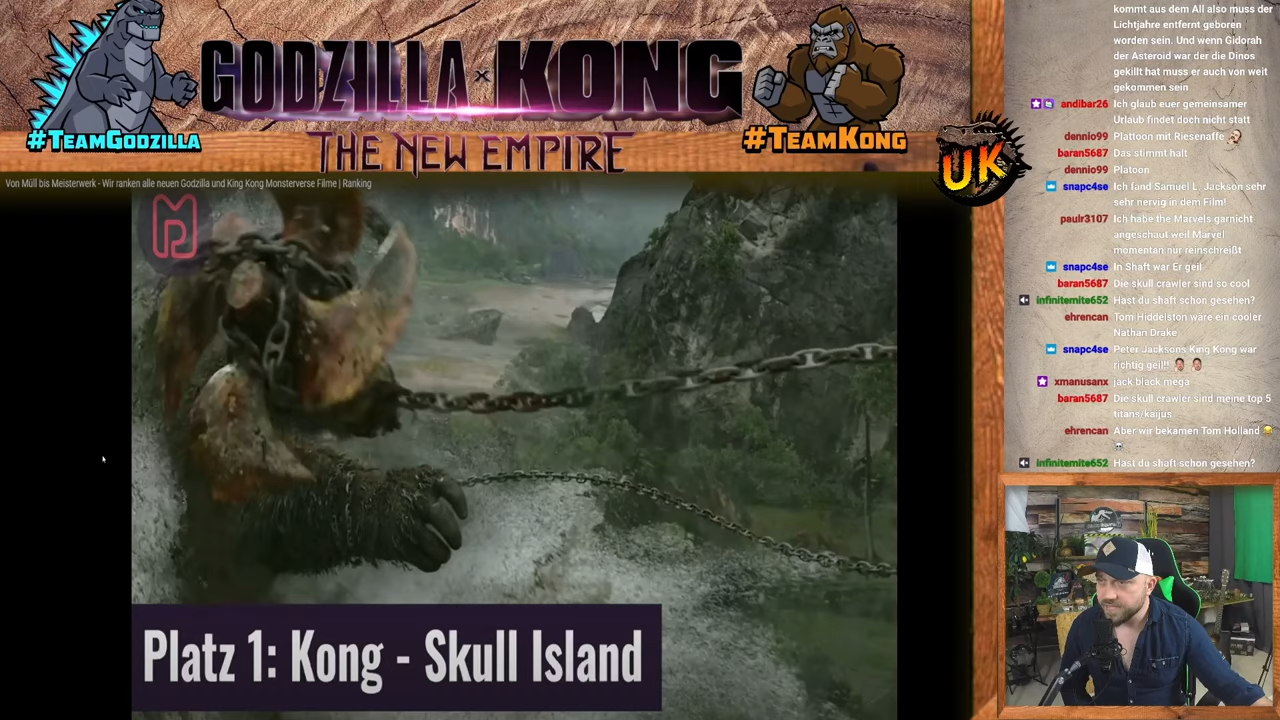 GODZILLA x KONG
THE NEW EMPIRE
#TEAMGODZILLA
#TEAMKONG
UK
Von Müll bis Meisterwerk - Wir ranken alle neuen Godzilla und King Kong Monsterverse Filme | Ranking
Platz 1: Kong - Skull Island
kommt aus dem All also muss der
Lichtjahre entfernt geboren
worden sein. Und wenn Gidorah
der Asteroid war der die Dinos
gekillt hat muss er auch von weit
gekommen sein
andibar26 Ich glaub euer gemeinsamer
Urlaub findet doch nicht statt
dennio99 Plattoon mit Riesenaffe
baran5687 Das stimmt halt
dennio99 Platoon
snapc4se Ich fand Samuel L. Jackson sehr
sehr nervig in dem Film!
paulr3107 Ich habe the Marvels garnicht
angeschaut weil Marvel
momentan nur reinscheißt
snapc4se In Shaft war Er geil
baran5687 Die skull crawler sind so cool
infinitemite652 Hast du shaft schon gesehen?
ehrencan Tom Hiddelston wäre ein cooler
Nathan Drake
snapc4se Peter Jacksons King Kong war
richtig geil!!
xmanusanx jack black mega
baran5687 Die skull crawler sind meine top 5
titans/kaijus
ehrencan Aber wir bekamen Tom Holland
infinitemite652 Hast du shaft schon gesehen?